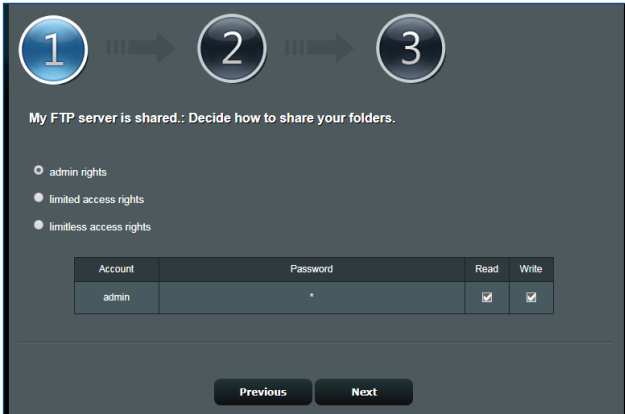 1 2 3
My FTP server is shared.: Decide how to share your folders.
admin rights
limited access rights
limitless access rights
Account Password Read Write
admin *
Previous Next